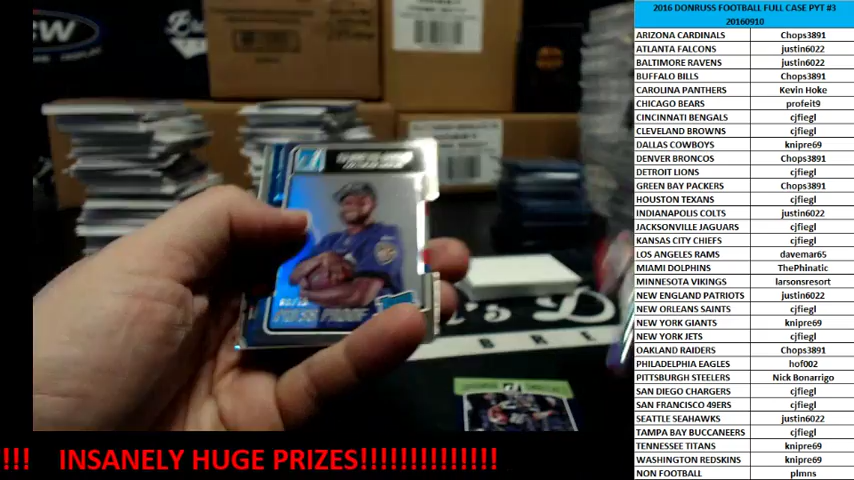 2016 DONRUSS FOOTBALL FULL CASE PYT #3
20160910
ARIZONA CARDINALS Chops3891
ATLANTA FALCONS justin6022
BALTIMORE RAVENS justin6022
BUFFALO BILLS Chops3891
CAROLINA PANTHERS Kevin Hoke
CHICAGO BEARS profeit9
CINCINNATI BENGALS cjfiegl
CLEVELAND BROWNS cjfiegl
DALLAS COWBOYS knipre69
DENVER BRONCOS Chops3891
DETROIT LIONS cjfiegl
GREEN BAY PACKERS Chops3891
HOUSTON TEXANS cjfiegl
INDIANAPOLIS COLTS justin6022
JACKSONVILLE JAGUARS cjfiegl
KANSAS CITY CHIEFS cjfiegl
LOS ANGELES RAMS davemar65
MIAMI DOLPHINS ThePhinatic
MINNESOTA VIKINGS larsonsresort
NEW ENGLAND PATRIOTS justin6022
NEW ORLEANS SAINTS cjfiegl
NEW YORK GIANTS knipre69
NEW YORK JETS cjfiegl
OAKLAND RAIDERS Chops3891
PHILADELPHIA EAGLES hof002
PITTSBURGH STEELERS Nick Bonarrigo
SAN DIEGO CHARGERS cjfiegl
SAN FRANCISCO 49ERS cjfiegl
SEATTLE SEAHAWKS justin6022
TAMPA BAY BUCCANEERS cjfiegl
TENNESSEE TITANS knipre69
WASHINGTON REDSKINS knipre69
NON FOOTBALL plmns
PRESS PROOF
BRE
!!! INSANELY HUGE PRIZES!!!!!!!!!!!!!!